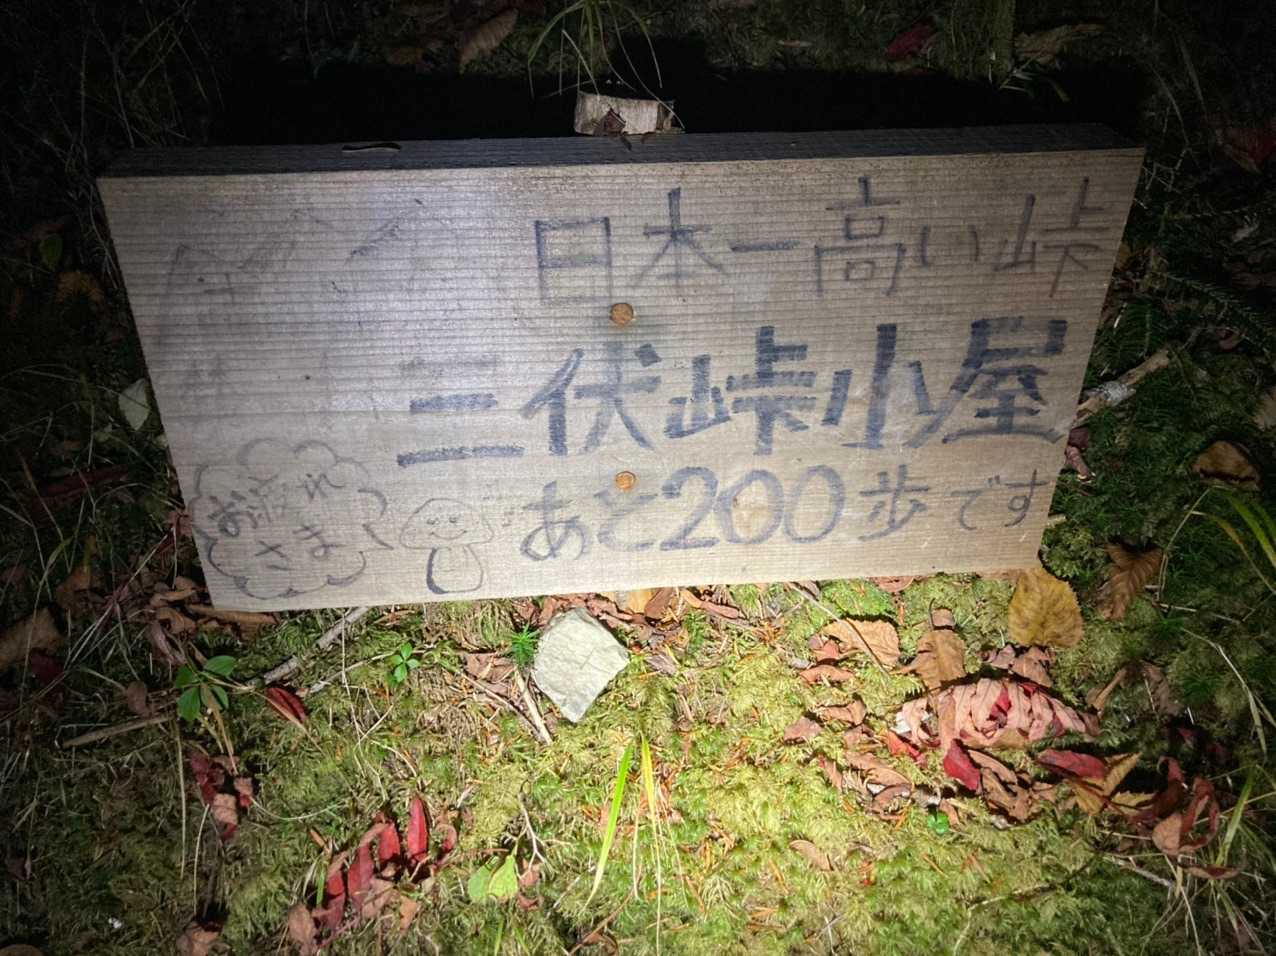 日本一高い峠
三伏峠小屋
あと200歩です
お疲れ
さま